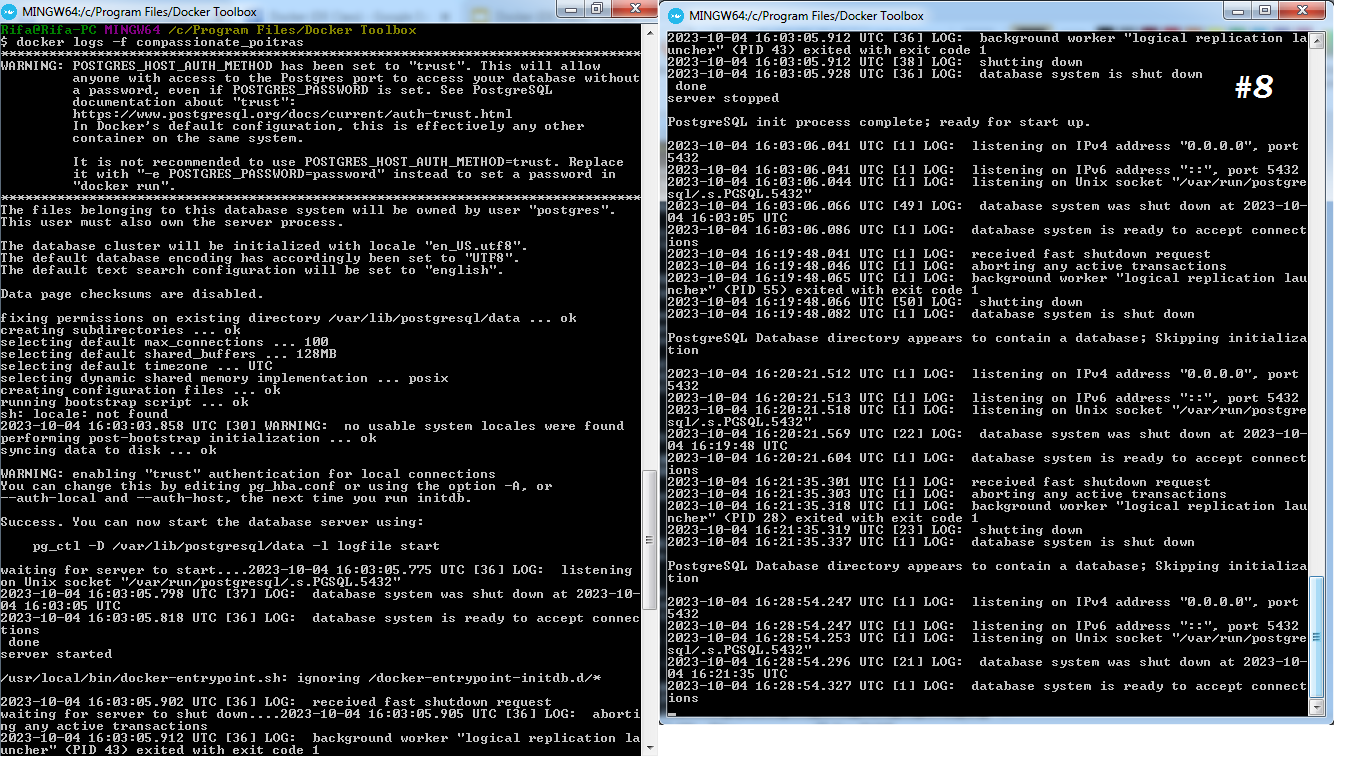 MINGW64:/c/Program Files/Docker Toolbox
Rifa@Rifa-PC MINGW64 /c/Program Files/Docker Toolbox
$ docker logs -f compassionate_poitras
********************************************************************************
WARNING: POSTGRES_HOST_AUTH_METHOD has been set to "trust". This will allow
anyone with access to the Postgres port to access your database without
a password, even if POSTGRES_PASSWORD is set. See PostgreSQL
documentation about "trust":
https://www.postgresql.org/docs/current/auth-trust.html
In Docker's default configuration, this is effectively any other
container on the same system.
It is not recommended to use POSTGRES_HOST_AUTH_METHOD=trust. Replace
it with "-e POSTGRES_PASSWORD=password" instead to set a password in
"docker run".
********************************************************************************
The files belonging to this database system will be owned by user "postgres".
This user must also own the server process.
The database cluster will be initialized with locale "en_US.utf8".
The default database encoding has accordingly been set to "UTF8".
The default text search configuration will be set to "english".
Data page checksums are disabled.
fixing permissions on existing directory /var/lib/postgresql/data ... ok
creating subdirectories ... ok
selecting default max_connections ... 100
selecting default shared_buffers ... 128MB
selecting default timezone ... UTC
selecting dynamic shared memory implementation ... posix
creating configuration files ... ok
running bootstrap script ... ok
sh: locale: not found
2023-10-04 16:03:03.858 UTC [30] WARNING:  no usable system locales were found
performing post-bootstrap initialization ... ok
syncing data to disk ... ok
WARNING: enabling "trust" authentication for local connections
You can change this by editing pg_hba.conf or using the option -A, or
--auth-local and --auth-host, the next time you run initdb.
Success. You can now start the database server using:
pg_ctl -D /var/lib/postgresql/data -l logfile start
waiting for server to start....2023-10-04 16:03:05.775 UTC [36] LOG:  listening
on Unix socket "/var/run/postgresql/.s.PGSQL.5432"
2023-10-04 16:03:05.798 UTC [37] LOG:  database system was shut down at 2023-10-
04 16:03:05 UTC
2023-10-04 16:03:05.818 UTC [36] LOG:  database system is ready to accept connec
tions
done
server started
/usr/local/bin/docker-entrypoint.sh: ignoring /docker-entrypoint-initdb.d/*
2023-10-04 16:03:05.902 UTC [36] LOG:  received fast shutdown request
waiting for server to shut down....2023-10-04 16:03:05.905 UTC [36] LOG:  aborti
ng any active transactions
2023-10-04 16:03:05.912 UTC [36] LOG:  background worker "logical replication la
uncher" (PID 43) exited with exit code 1
MINGW64:/c/Program Files/Docker Toolbox
2023-10-04 16:03:05.912 UTC [36] LOG:  background worker "logical replication la
uncher" (PID 43) exited with exit code 1
2023-10-04 16:03:05.912 UTC [38] LOG:  shutting down
2023-10-04 16:03:05.928 UTC [36] LOG:  database system is shut down
#8
done
server stopped
PostgreSQL init process complete; ready for start up.
2023-10-04 16:03:06.041 UTC [1] LOG:  listening on IPv4 address "0.0.0.0", port
5432
2023-10-04 16:03:06.041 UTC [1] LOG:  listening on IPv6 address "::", port 5432
2023-10-04 16:03:06.044 UTC [1] LOG:  listening on Unix socket "/var/run/postgre
sql/.s.PGSQL.5432"
2023-10-04 16:03:06.066 UTC [49] LOG:  database system was shut down at 2023-10-
04 16:03:05 UTC
2023-10-04 16:03:06.086 UTC [1] LOG:  database system is ready to accept connect
ions
2023-10-04 16:19:48.041 UTC [1] LOG:  received fast shutdown request
2023-10-04 16:19:48.046 UTC [1] LOG:  aborting any active transactions
2023-10-04 16:19:48.065 UTC [1] LOG:  background worker "logical replication lau
ncher" (PID 55) exited with exit code 1
2023-10-04 16:19:48.066 UTC [50] LOG:  shutting down
2023-10-04 16:19:48.082 UTC [1] LOG:  database system is shut down
PostgreSQL Database directory appears to contain a database; Skipping initializa
tion
2023-10-04 16:20:21.512 UTC [1] LOG:  listening on IPv4 address "0.0.0.0", port
5432
2023-10-04 16:20:21.513 UTC [1] LOG:  listening on IPv6 address "::", port 5432
2023-10-04 16:20:21.518 UTC [1] LOG:  listening on Unix socket "/var/run/postgre
sql/.s.PGSQL.5432"
2023-10-04 16:20:21.569 UTC [22] LOG:  database system was shut down at 2023-10-
04 16:19:48 UTC
2023-10-04 16:20:21.604 UTC [1] LOG:  database system is ready to accept connect
ions
2023-10-04 16:21:35.301 UTC [1] LOG:  received fast shutdown request
2023-10-04 16:21:35.303 UTC [1] LOG:  aborting any active transactions
2023-10-04 16:21:35.318 UTC [1] LOG:  background worker "logical replication lau
ncher" (PID 28) exited with exit code 1
2023-10-04 16:21:35.319 UTC [23] LOG:  shutting down
2023-10-04 16:21:35.337 UTC [1] LOG:  database system is shut down
PostgreSQL Database directory appears to contain a database; Skipping initializa
tion
2023-10-04 16:28:54.247 UTC [1] LOG:  listening on IPv4 address "0.0.0.0", port
5432
2023-10-04 16:28:54.247 UTC [1] LOG:  listening on IPv6 address "::", port 5432
2023-10-04 16:28:54.253 UTC [1] LOG:  listening on Unix socket "/var/run/postgre
sql/.s.PGSQL.5432"
2023-10-04 16:28:54.296 UTC [21] LOG:  database system was shut down at 2023-10-
04 16:21:35 UTC
2023-10-04 16:28:54.327 UTC [1] LOG:  database system is ready to accept connect
ions